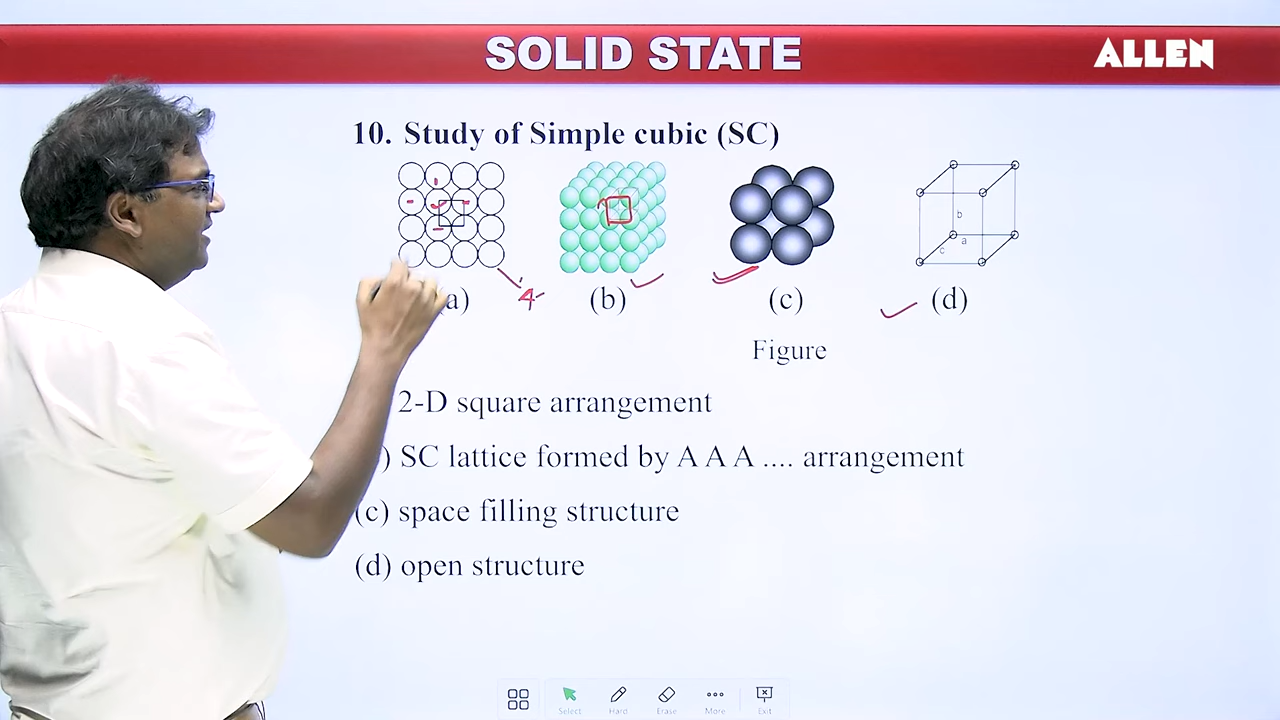 SOLID STATE
ALLEN
10. Study of Simple cubic (SC)
b
a
c
4
a)
(b)
(c)
(d)
Figure
2-D square arrangement
) SC lattice formed by A A A .... arrangement
(c) space filling structure
(d) open structure
Select
Hard
Erase
More
Exit